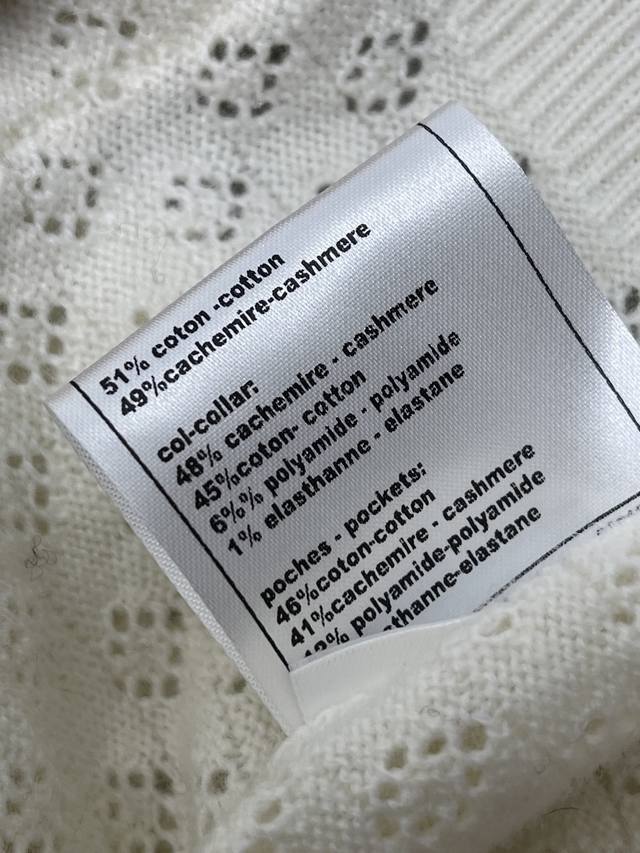 51% coton -cotton
49%cachemire-cashmere
col-collar:
48% cachemire - cashmere
45%coton- cotton
6%% polyamide - polyamide
1% elasthanne - elastane
poches - pockets:
46%coton-cotton
41%cachemire - cashmere
polyamide-polyamide